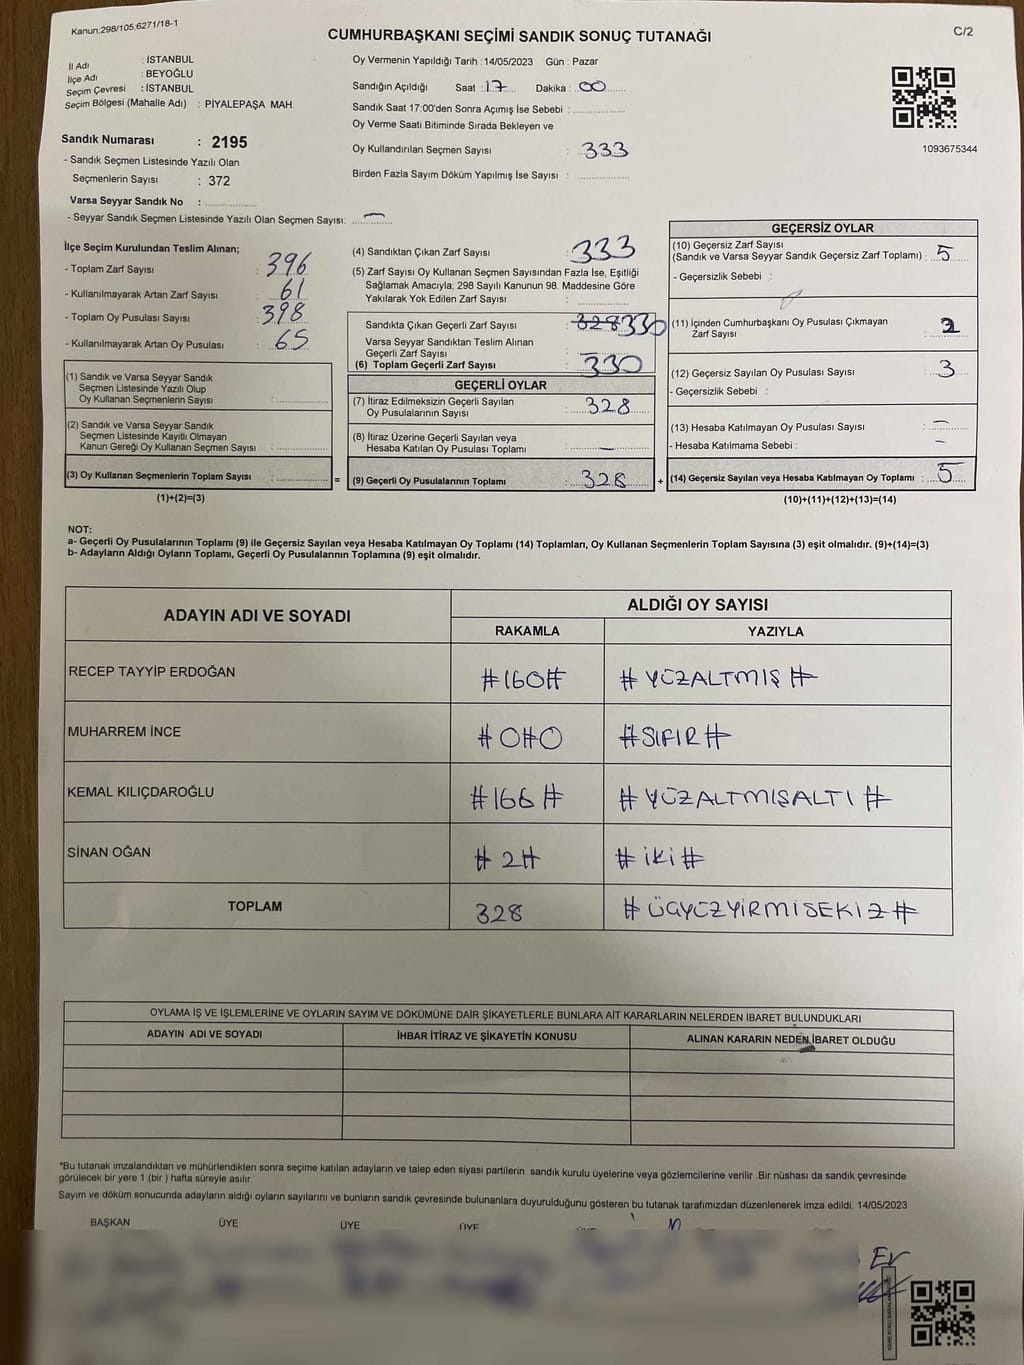 Kanun;298/105,6271/18-1
C/2
CUMHURBAŞKANI SEÇİMİ SANDIK SONUÇ TUTANAĞI
İl Adı : İSTANBUL
İlçe Adı : BEYOĞLU
Seçim Çevresi : İSTANBUL
Seçim Bölgesi (Mahalle Adı) : PİYALEPAŞA MAH.
Sandık Numarası : 2195
- Sandık Seçmen Listesinde Yazılı Olan
Seçmenlerin Sayısı : 372
Varsa Seyyar Sandık No :
- Seyyar Sandık Seçmen Listesinde Yazılı Olan Seçmen Sayısı: —
Oy Vermenin Yapıldığı Tarih : 14/05/2023 Gün : Pazar
Sandığın Açıldığı Saat : 17 Dakika : 00
Sandık Saat 17:00'den Sonra Açımış İse Sebebi :
Oy Verme Saati Bitiminde Sırada Bekleyen ve
Oy Kullandırılan Seçmen Sayısı : 333
Birden Fazla Sayım Döküm Yapılmış İse Sayısı :
1093675344
İlçe Seçim Kurulundan Teslim Alınan;
- Toplam Zarf Sayısı : 396
- Kullanılmayarak Artan Zarf Sayısı : 61
- Toplam Oy Pusulası Sayısı : 398
- Kullanılmayarak Artan Oy Pusulası : 65
(1) Sandık ve Varsa Seyyar Sandık
Seçmen Listesinde Yazılı Olup
Oy Kullanan Seçmenlerin Sayısı :
(2) Sandık ve Varsa Seyyar Sandık
Seçmen Listesinde Kayıtlı Olmayan
Kanun Gereği Oy Kullanan Seçmen Sayısı :
(3) Oy Kullanan Seçmenlerin Toplam Sayısı :
(1)+(2)=(3)
=
(4) Sandıktan Çıkan Zarf Sayısı : 333
(5) Zarf Sayısı Oy Kullanan Seçmen Sayısından Fazla İse, Eşitliği
Sağlamak Amacıyla; 298 Sayılı Kanunun 98. Maddesine Göre
Yakılarak Yok Edilen Zarf Sayısı :
Sandıkta Çıkan Geçerli Zarf Sayısı : 328 330
Varsa Seyyar Sandıktan Teslim Alınan
Geçerli Zarf Sayısı :
(6) Toplam Geçerli Zarf Sayısı : 330
GEÇERLİ OYLAR
(7) İtiraz Edilmeksizin Geçerli Sayılan
Oy Pusulalarının Sayısı : 328
(8) İtiraz Üzerine Geçerli Sayılan veya
Hesaba Katılan Oy Pusulası Toplamı : —
(9) Geçerli Oy Pusulalarının Toplamı : 328
+
GEÇERSİZ OYLAR
(10) Geçersiz Zarf Sayısı
(Sandık ve Varsa Seyyar Sandık Geçersiz Zarf Toplamı) : 5
- Geçersizlik Sebebi :
(11) İçinden Cumhurbaşkanı Oy Pusulası Çıkmayan
Zarf Sayısı :
(12) Geçersiz Sayılan Oy Pusulası Sayısı : 3
- Geçersizlik Sebebi :
(13) Hesaba Katılmayan Oy Pusulası Sayısı : —
- Hesaba Katılmama Sebebi : —
(14) Geçersiz Sayılan veya Hesaba Katılmayan Oy Toplamı : 5
(10)+(11)+(12)+(13)=(14)
NOT:
a- Geçerli Oy Pusulalarının Toplamı (9) ile Geçersiz Sayılan veya Hesaba Katılmayan Oy Toplamı (14) Toplamları, Oy Kullanan Seçmenlerin Toplam Sayısına (3) eşit olmalıdır. (9)+(14)=(3)
b- Adayların Aldığı Oyların Toplamı, Geçerli Oy Pusulalarının Toplamına (9) eşit olmalıdır.
ADAYIN ADI VE SOYADI
ALDIĞI OY SAYISI
RAKAMLA YAZIYLA
RECEP TAYYİP ERDOĞAN #160# # YÜZALTMIŞ #
MUHARREM İNCE #0#0 #SIFIR#
KEMAL KILIÇDAROĞLU #166# # YÜZALTMIŞALTI #
SİNAN OĞAN # 2# # İKİ #
TOPLAM 328 # ÜÇYÜZYİRMİSEKİZ #
OYLAMA İŞ VE İŞLEMLERİNE VE OYLARIN SAYIM VE DÖKÜMÜNE DAİR ŞİKAYETLERLE BUNLARA AİT KARARLARIN NELERDEN İBARET BULUNDUKLARI
ADAYIN ADI VE SOYADI İHBAR İTİRAZ VE ŞİKAYETİN KONUSU ALINAN KARARIN NEDEN İBARET OLDUĞU
*Bu tutanak imzalandıktan ve mühürlendikten sonra seçime katılan adayların ve talep eden siyasi partilerin sandık kurulu üyelerine veya gözlemcilerine verilir .Bir nüshası da sandık çevresinde
görülecek bir yere 1 (bir ) hafta süreyle asılır.
Sayım ve döküm sonucunda adayların aldığı oyların sayılarını ve bunların sandık çevresinde bulunanlara duyurulduğunu gösteren bu tutanak tarafımızdan düzenlenerek imza edildi. 14/05/2023
BAŞKAN ÜYE ÜYE ÜYE
Er